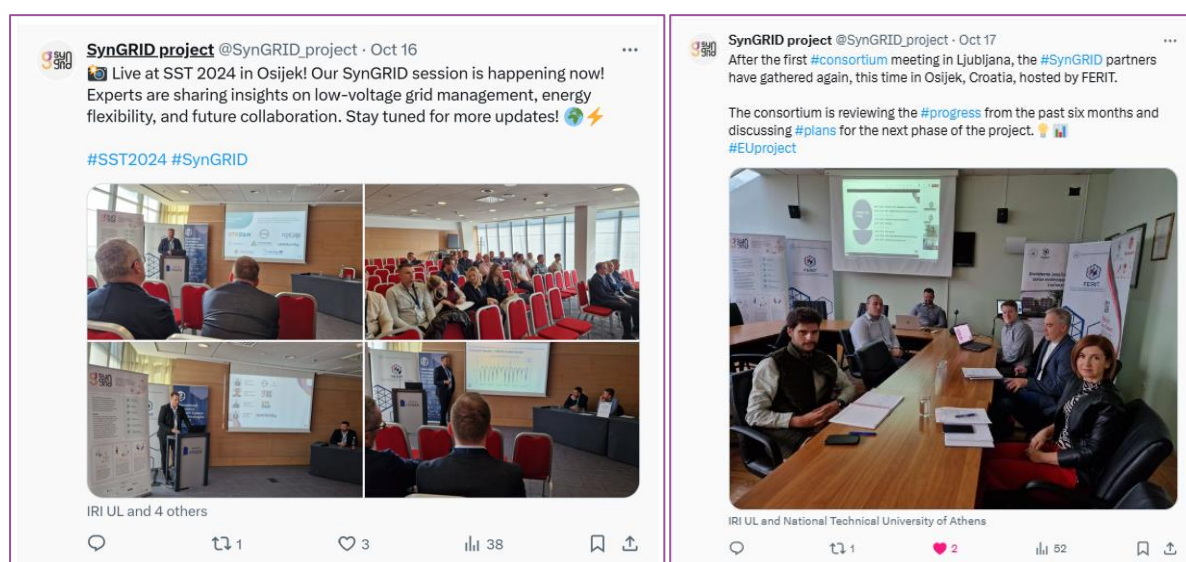 SynGRID project @SynGRID_project · Oct 16
📸 Live at SST 2024 in Osijek! Our SynGRID session is happening now!
Experts are sharing insights on low-voltage grid management, energy
flexibility, and future collaboration. Stay tuned for more updates! 🌍⚡
#SST2024 #SynGRID
IRI UL and 4 others
1
3
38
SynGRID project @SynGRID_project · Oct 17
After the first #consortium meeting in Ljubljana, the #SynGRID partners
have gathered again, this time in Osijek, Croatia, hosted by FERIT.
The consortium is reviewing the #progress from the past six months and
discussing #plans for the next phase of the project. 💡📊
#EUproject
FERIT
IRI UL and National Technical University of Athens
1
2
52